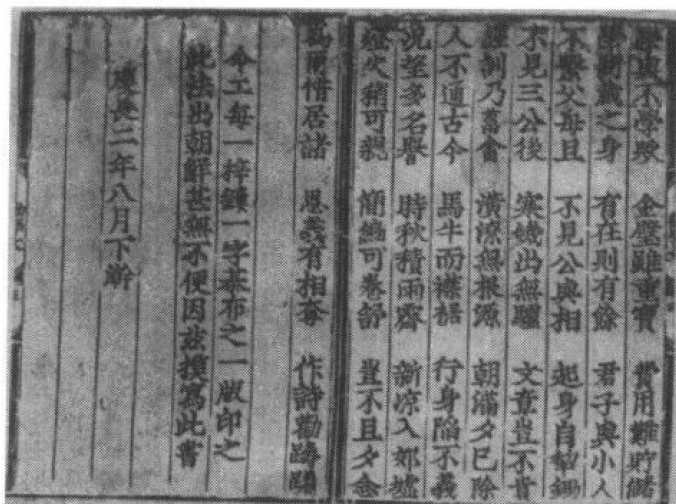 學與不學歟 金璧雖重寶 費用難貯儲
學問藏之身 有在則有餘 君子與小人
不繫父母且 不見公與相 起身自犁鋤
不見三公後 寒饑出無驢 文章豈不貴
經訓乃菑畬 潢潦無根源 朝滿夕已除
人不通古今 馬牛而襟裾 行身陷不義
況望多名譽 時秋積雨霽 新凉入郊墟
燈火稍可親 簡編可卷舒 豈不旦夕念
爲爾惜居諸 恩義有相奪 作詩勸躊躇
命工每一梓鏤一字棊布之一版印之
此法出朝鮮甚無不便因茲摸寫此書
慶長二年八月下澣